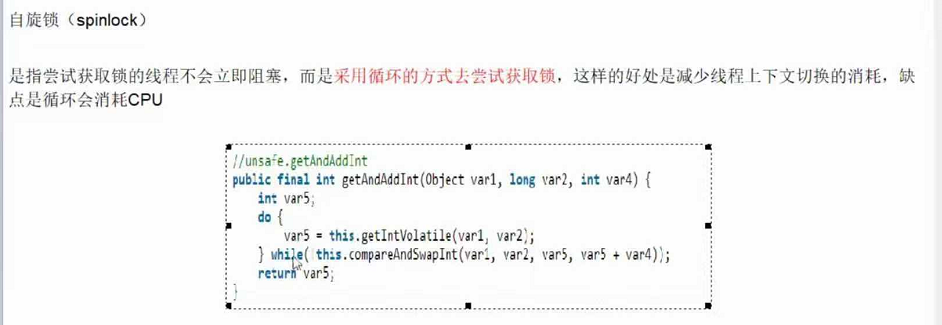 自旋锁（spinlock）
是指尝试获取锁的线程不会立即阻塞，而是采用循环的方式去尝试获取锁，这样的好处是减少线程上下文切换的消耗，缺
点是循环会消耗CPU
//unsafe.getAndAddInt
public final int getAndAddInt(Object var1, long var2, int var4) {
    int var5;
    do {
        var5 = this.getIntVolatile(var1, var2);
    } while( this.compareAndSwapInt(var1, var2, var5, var5 + var4));
    return var5;
}